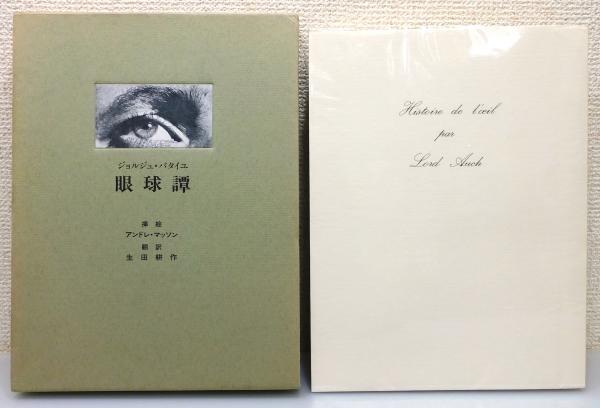 ジョルジュ・バタイユ
眼球譚
挿絵
アンドレ・マッソン
翻訳
生田耕作
Histoire de l'œil
par
Lord Auch